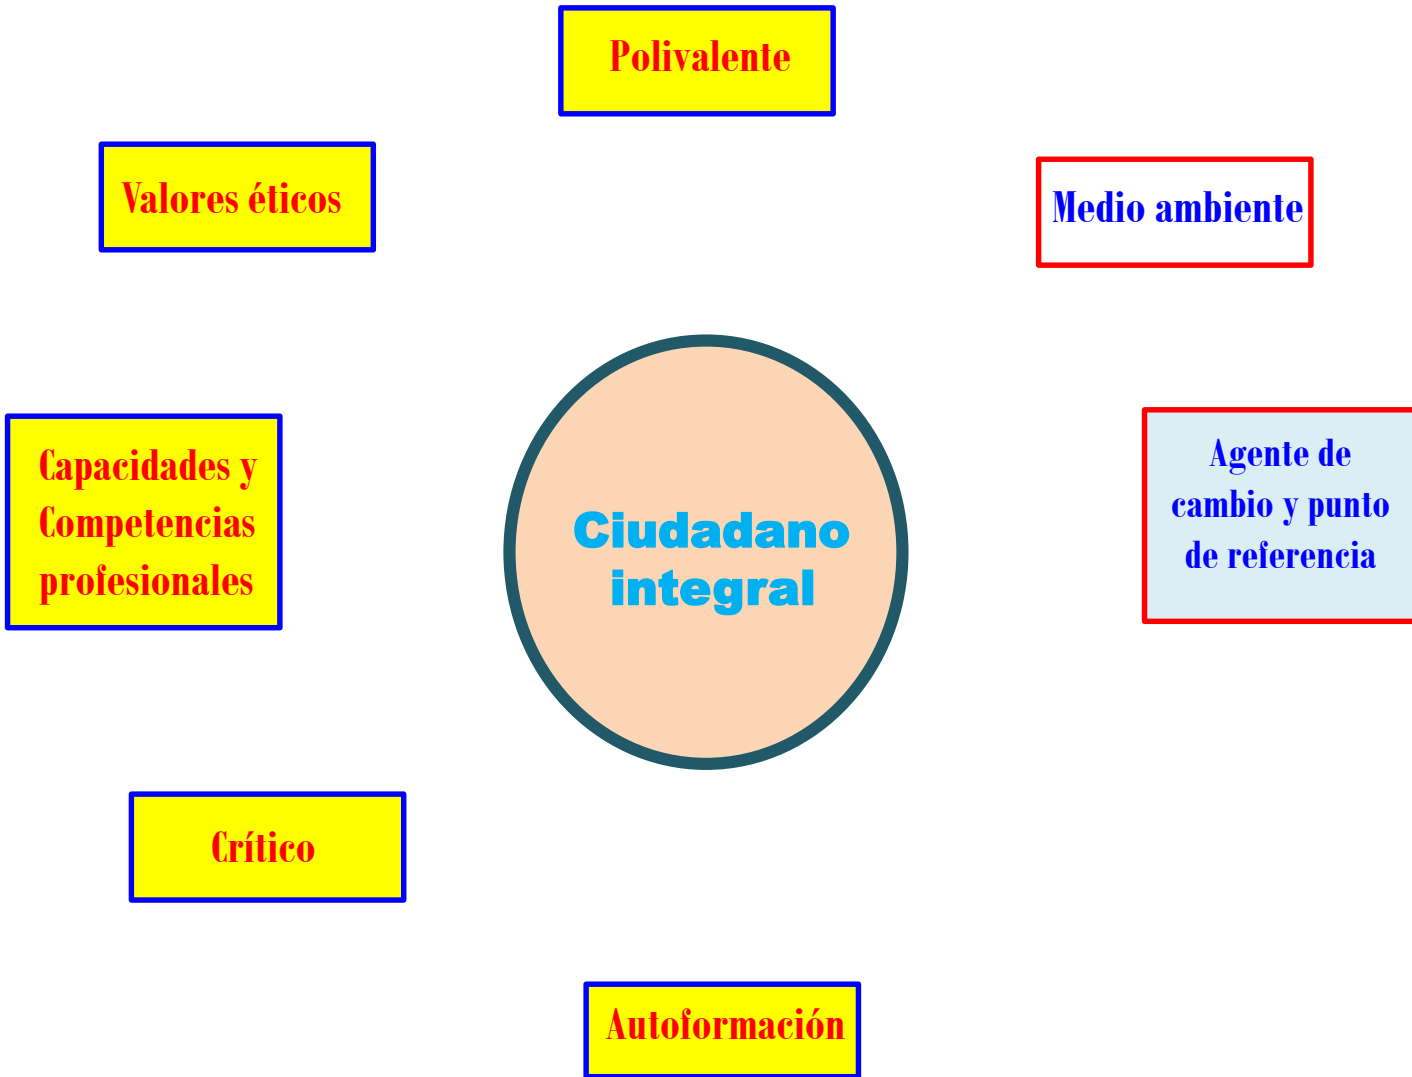 Polivalente
Valores éticos
Medio ambiente
Capacidades y
Competencias
profesionales
Ciudadano
integral
Agente de
cambio y punto
de referencia
Crítico
Autoformación